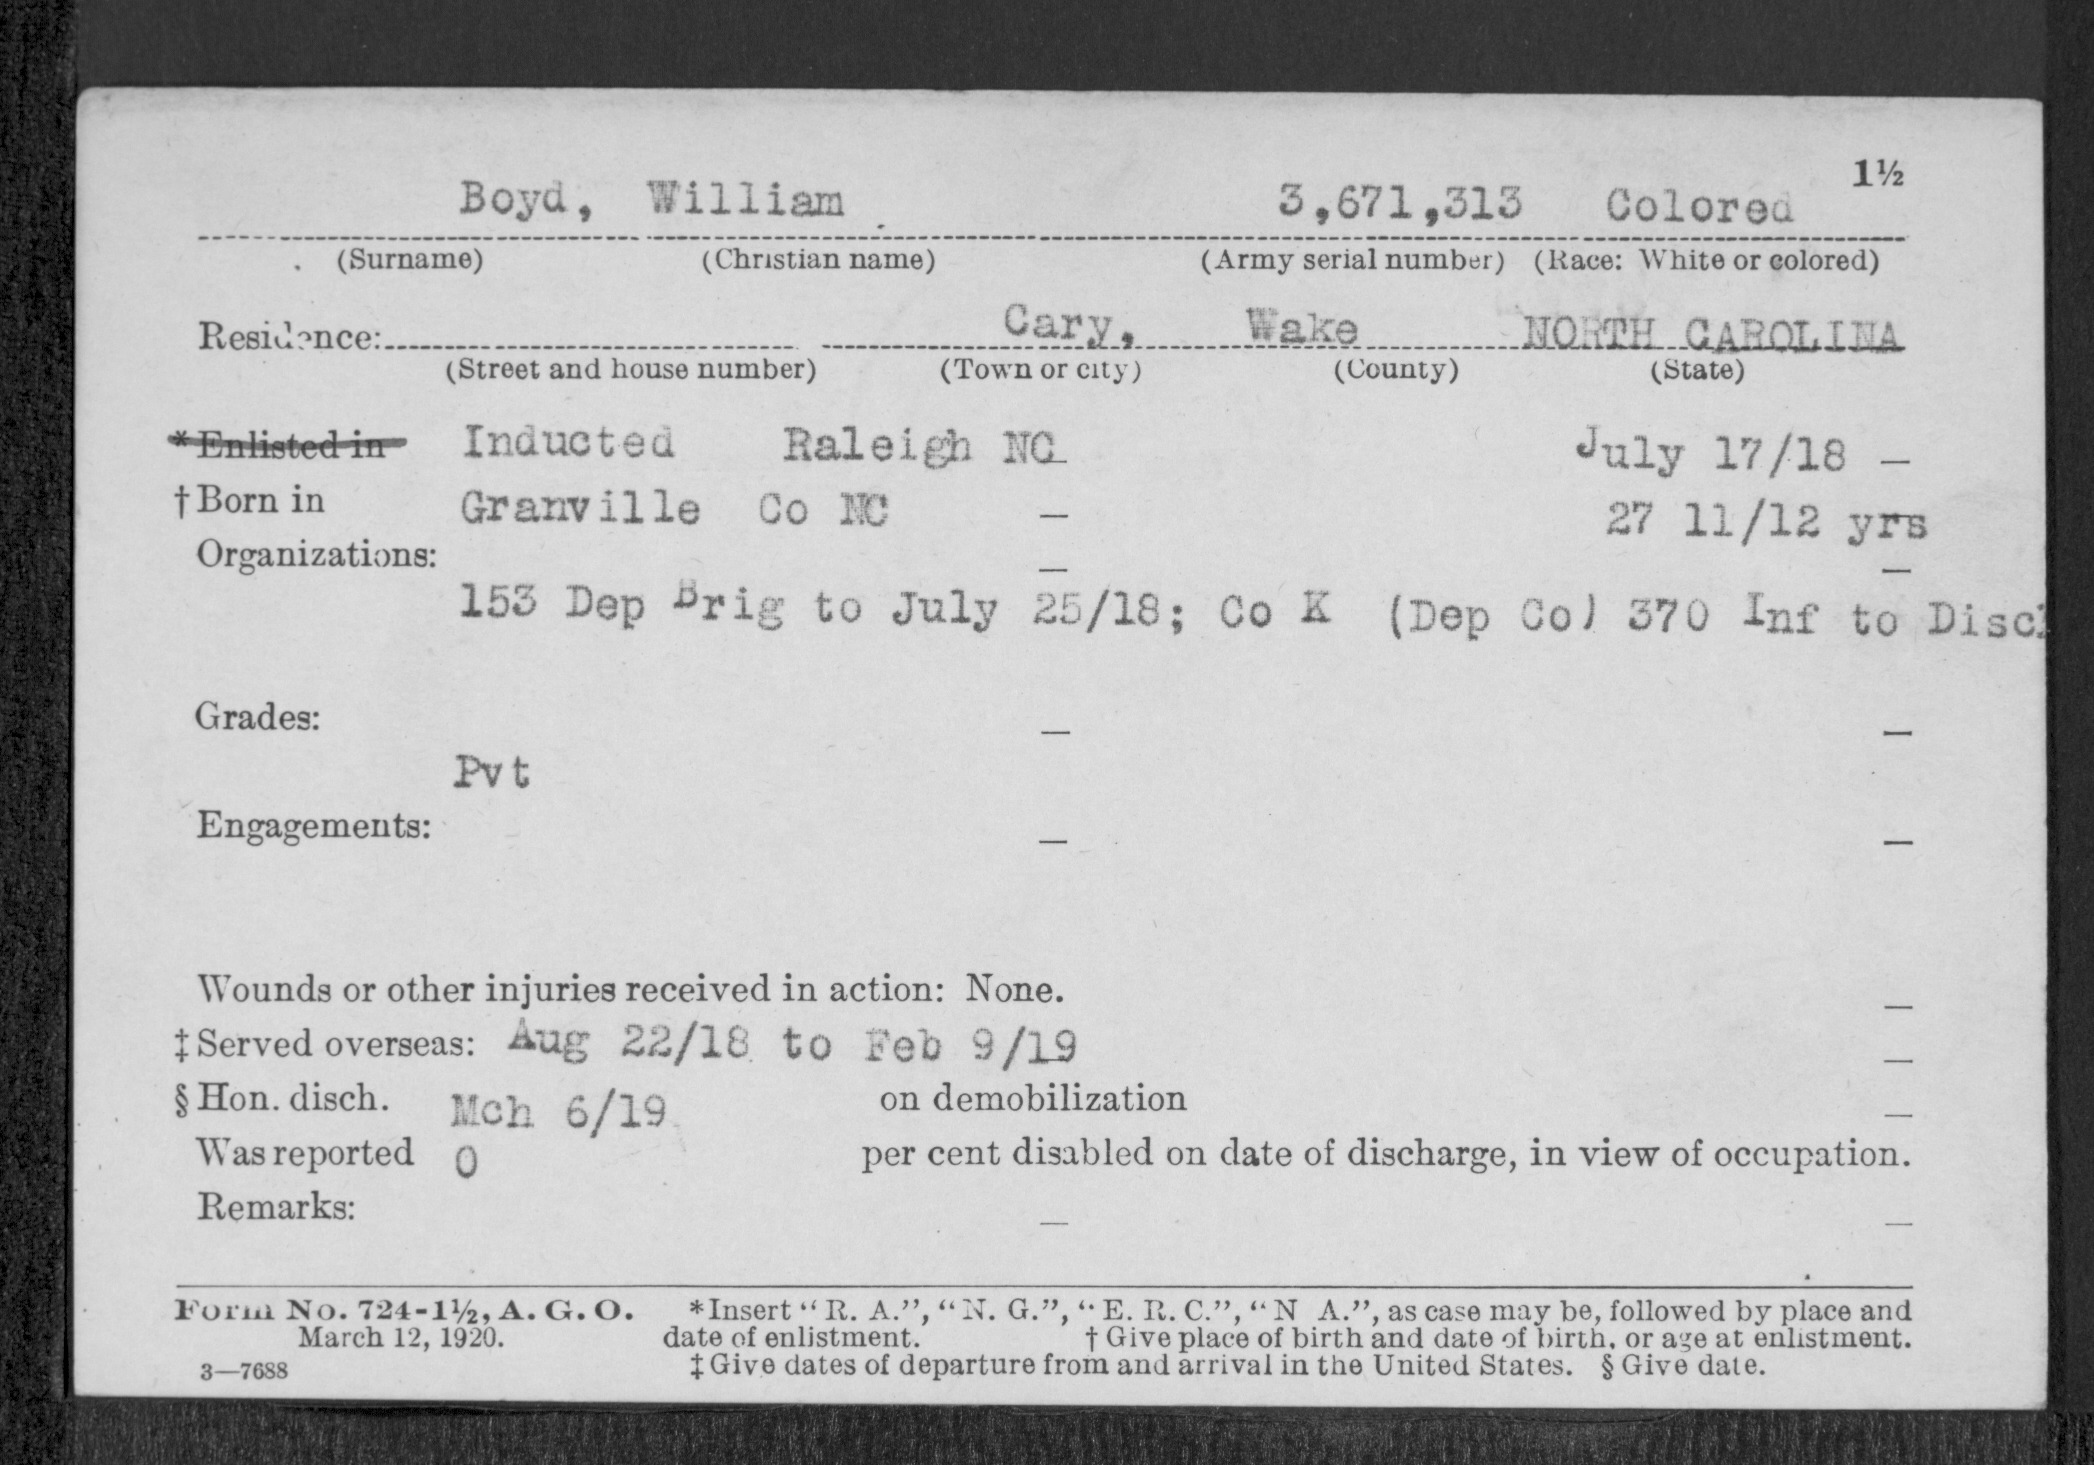 1½
Boyd, William 3,671,313 Colored
(Surname) (Christian name) (Army serial number) (Race: White or colored)
Residence: Cary, Wake NORTH CAROLINA
(Street and house number) (Town or city) (County) (State)
*Enlisted in Inducted Raleigh NC July 17/18 —
†Born in Granville Co NC — 27 11/12 yrs
Organizations: — —
153 Dep Brig to July 25/18; Co K (Dep Co) 370 Inf to Disch
Grades: — —
Pvt
Engagements: — —
Wounds or other injuries received in action: None. —
‡Served overseas: Aug 22/18 to Feb 9/19 —
§Hon. disch. Mch 6/19 on demobilization —
Was reported 0 per cent disabled on date of discharge, in view of occupation.
Remarks: — —
Form No. 724-1½, A. G. O. *Insert “R. A.”, “N. G.”, “E. R. C.”, “N A.”, as case may be, followed by place and
March 12, 1920. date of enlistment. †Give place of birth and date of birth, or age at enlistment.
3—7688 ‡Give dates of departure from and arrival in the United States. §Give date.